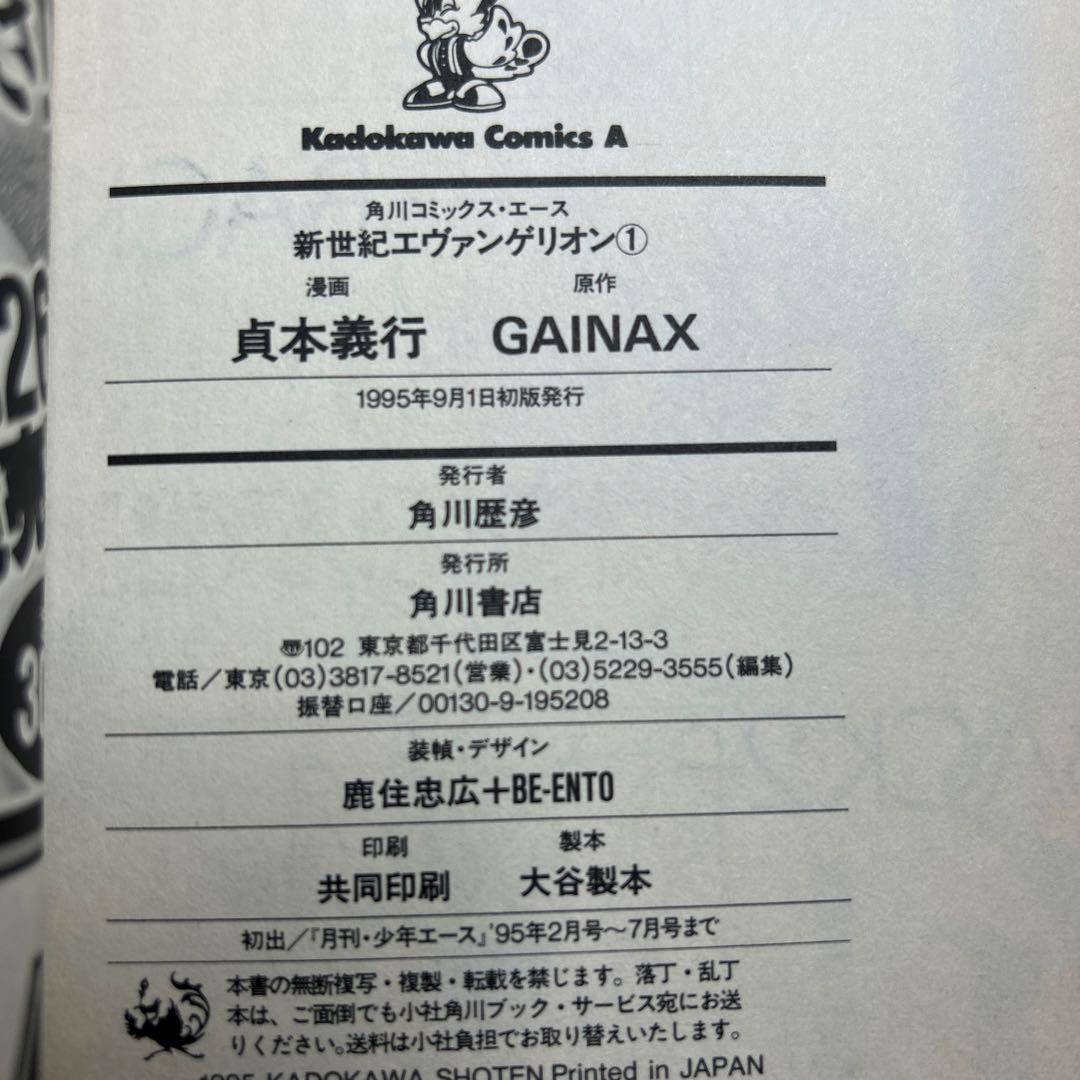 Kadokawa Comics A
角川コミックス・エース
新世紀エヴァンゲリオン①
漫画 原作
貞本義行 GAINAX
1995年9月1日初版発行
発行者
角川歴彦
発行所
角川書店
〠102 東京都千代田区富士見2-13-3
電話／東京(03)3817-8521(営業)・(03)5229-3555(編集)
振替口座／00130-9-195208
装幀・デザイン
鹿住忠広＋BE-ENTO
印刷 製本
共同印刷 大谷製本
初出／『月刊・少年エース』'95年2月号〜7月号まで
本書の無断複写・複製・転載を禁じます。落丁・乱丁
本は、ご面倒でも小社角川ブック・サービス宛にお送
りください。送料は小社負担でお取り替えいたします。
1995 KADOKAWA SHOTEN Printed in JAPAN
26